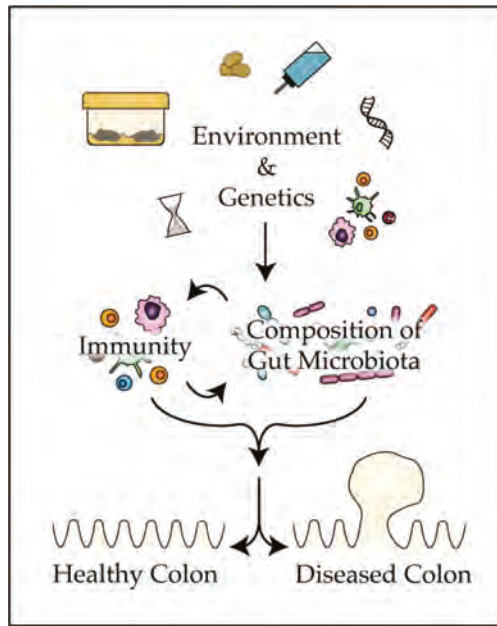 Environment
&
Genetics
Immunity
Composition of
Gut Microbiota
Healthy Colon
Diseased Colon